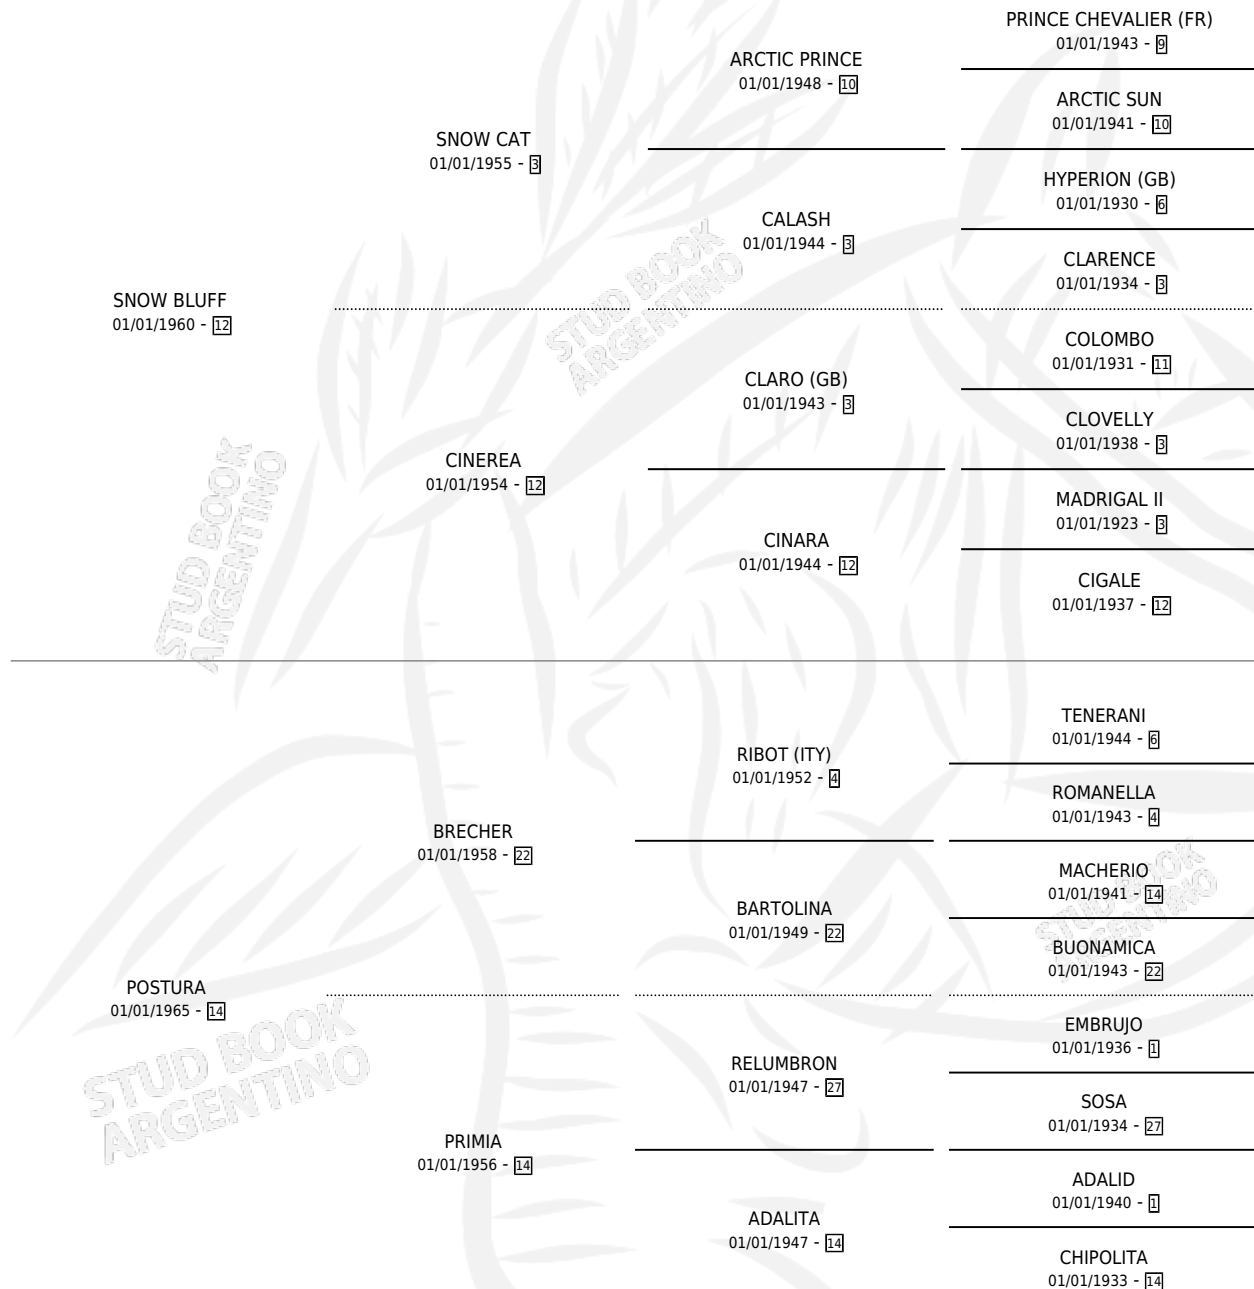 PRINCE CHEVALIER (FR)
01/01/1943 - 9
ARCTIC PRINCE
01/01/1948 - 10
ARCTIC SUN
01/01/1941 - 10
SNOW CAT
01/01/1955 - 3
HYPERION (GB)
01/01/1930 - 6
CALASH
01/01/1944 - 3
CLARENCE
01/01/1934 - 3
SNOW BLUFF
01/01/1960 - 12
COLOMBO
01/01/1931 - 11
CLARO (GB)
01/01/1943 - 3
CLOVELLY
01/01/1938 - 3
CINEREA
01/01/1954 - 12
MADRIGAL II
01/01/1923 - 3
CINARA
01/01/1944 - 12
CIGALE
01/01/1937 - 12
TENERANI
01/01/1944 - 6
RIBOT (ITY)
01/01/1952 - 4
ROMANELLA
01/01/1943 - 4
BRECHER
01/01/1958 - 22
MACHERIO
01/01/1941 - 14
BARTOLINA
01/01/1949 - 22
BUONAMICA
01/01/1943 - 22
POSTURA
01/01/1965 - 14
EMBRUJO
01/01/1936 - 1
RELUMBRON
01/01/1947 - 27
SOSA
01/01/1934 - 27
PRIMIA
01/01/1956 - 14
ADALID
01/01/1940 - 1
ADALITA
01/01/1947 - 14
CHIPOLITA
01/01/1933 - 14
STUD BOOK
ARGENTINO
STUD BOOK
ARGENTINO
STUD BOOK
ARGENTINO
STUD BOOK
ARGENTINO